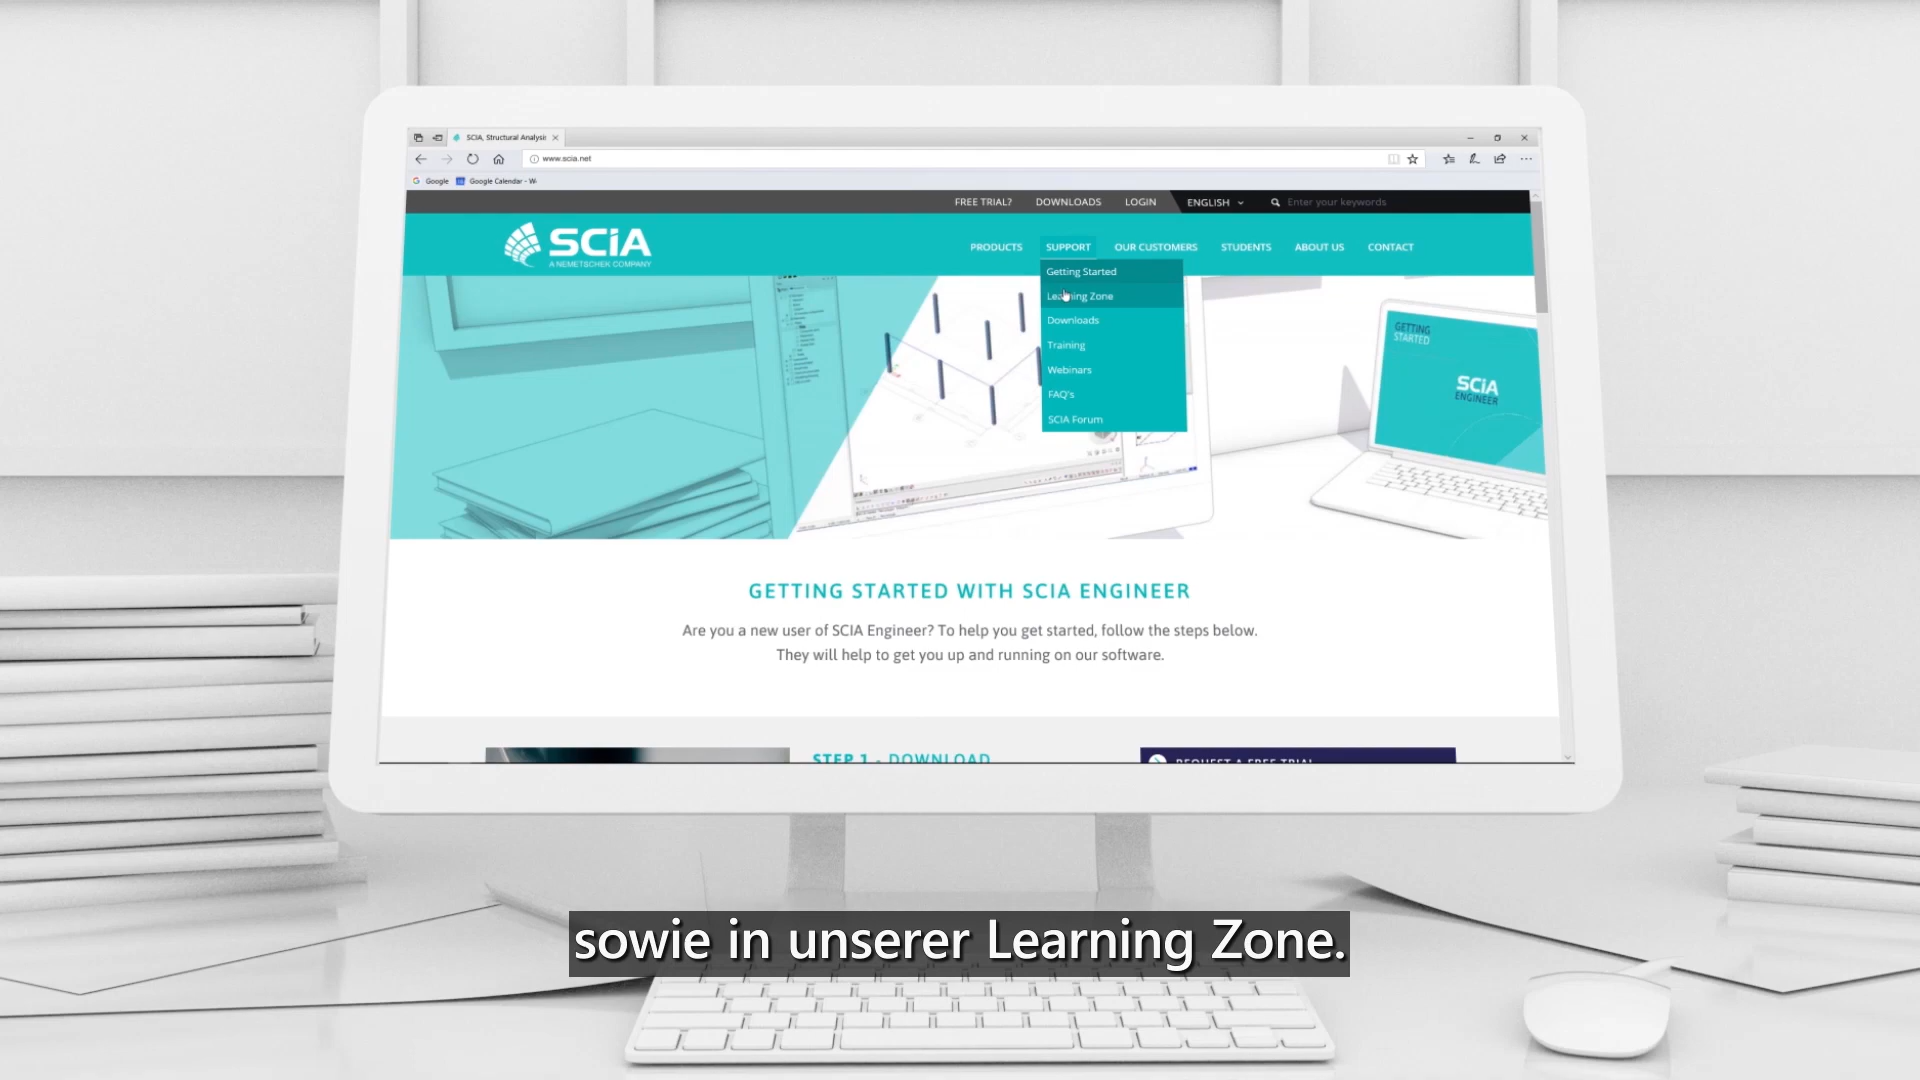 SCIA, Structural Analysis
www.scia.net
Google Google Calendar - W
FREE TRIAL? DOWNLOADS LOGIN ENGLISH Enter your keywords
SCiA
A NEMETSCHEK COMPANY
PRODUCTS SUPPORT OUR CUSTOMERS STUDENTS ABOUT US CONTACT
Getting Started
Learning Zone
Downloads
Training
Webinars
FAQ's
SCIA Forum
GETTING
STARTED
SCiA
ENGINEER
GETTING STARTED WITH SCIA ENGINEER
Are you a new user of SCIA Engineer? To help you get started, follow the steps below.
They will help to get you up and running on our software.
STEP 1 - DOWNLOAD
REQUEST A FREE TRIAL
sowie in unserer Learning Zone.